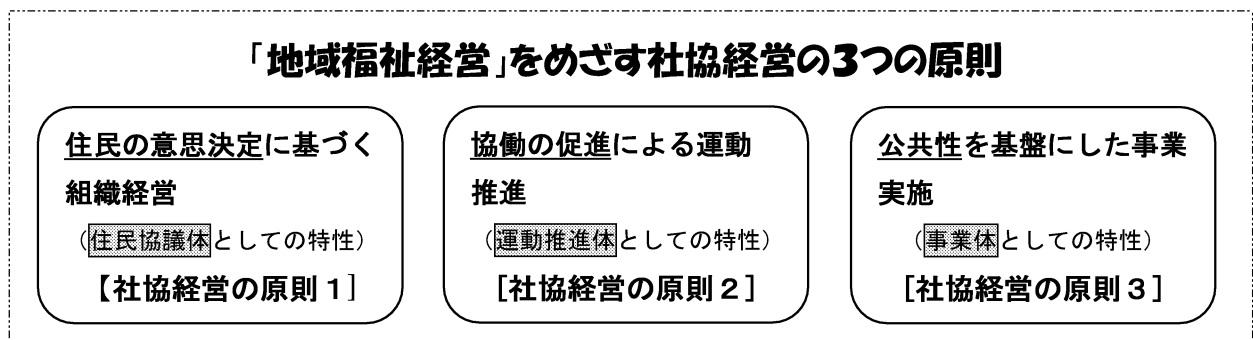 「地域福祉経営」をめざす社協経営の3つの原則
住民の意思決定に基づく
組織経営
（住民協議体としての特性）
【社協経営の原則１］
協働の促進による運動
推進
（運動推進体としての特性）
［社協経営の原則２］
公共性を基盤にした事業
実施
（事業体としての特性）
［社協経営の原則３］